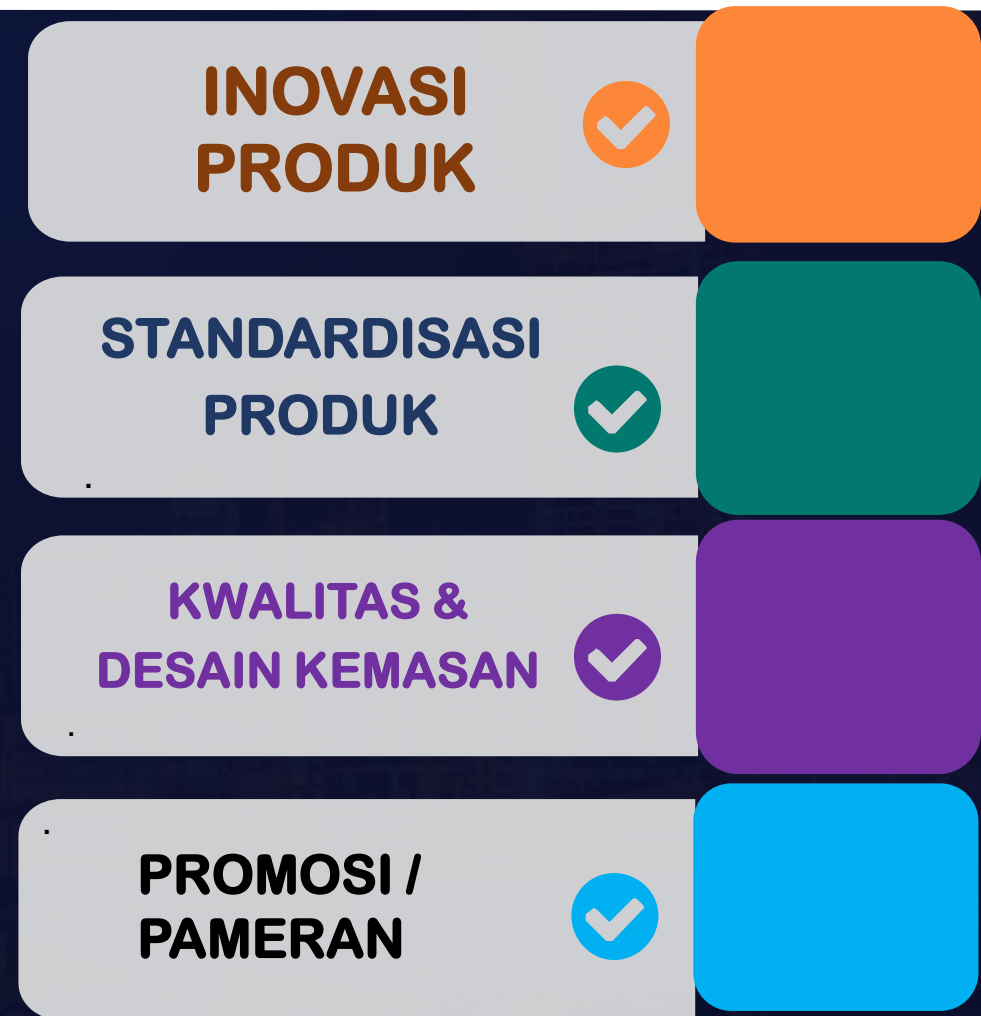 INOVASI
PRODUK
STANDARDISASI
PRODUK
.
KWALITAS &
DESAIN KEMASAN
.
.
PROMOSI /
PAMERAN